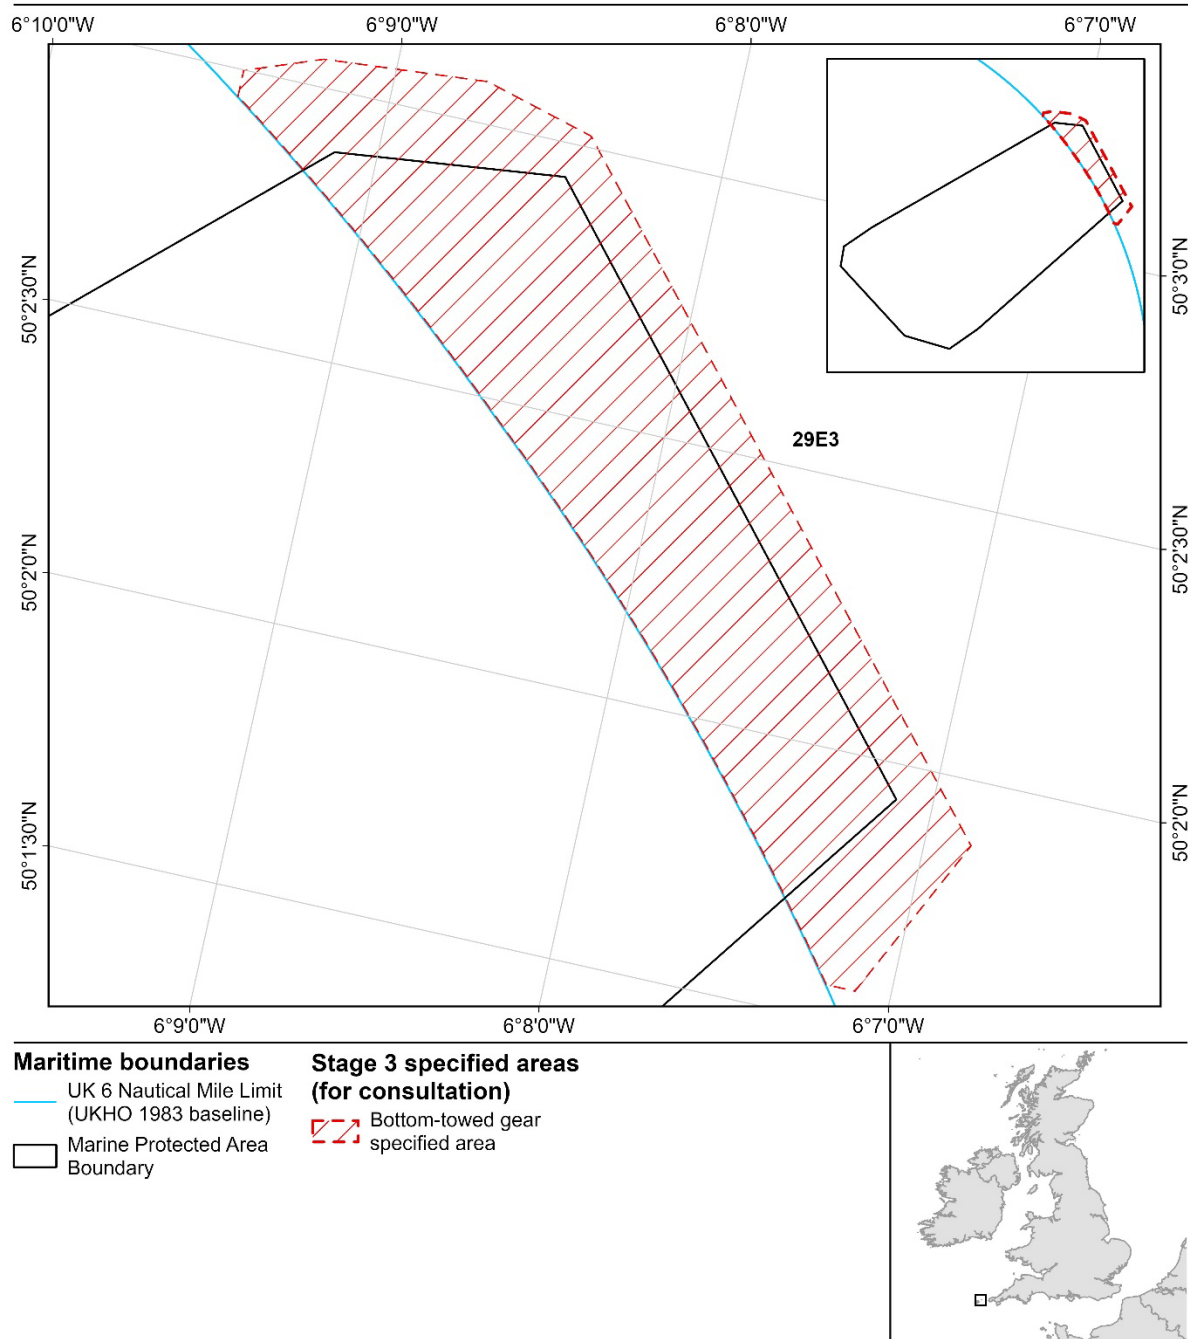 6°10'0"W 6°9'0"W 6°8'0"W 6°7'0"W
50°2'30"N
50°2'0"N
50°1'30"N
29E3
50°3'0"N
50°2'30"N
50°2'0"N
6°9'0"W 6°8'0"W 6°7'0"W
Maritime boundaries
UK 6 Nautical Mile Limit
(UKHO 1983 baseline)
Marine Protected Area
Boundary
Stage 3 specified areas
(for consultation)
Bottom-towed gear
specified area